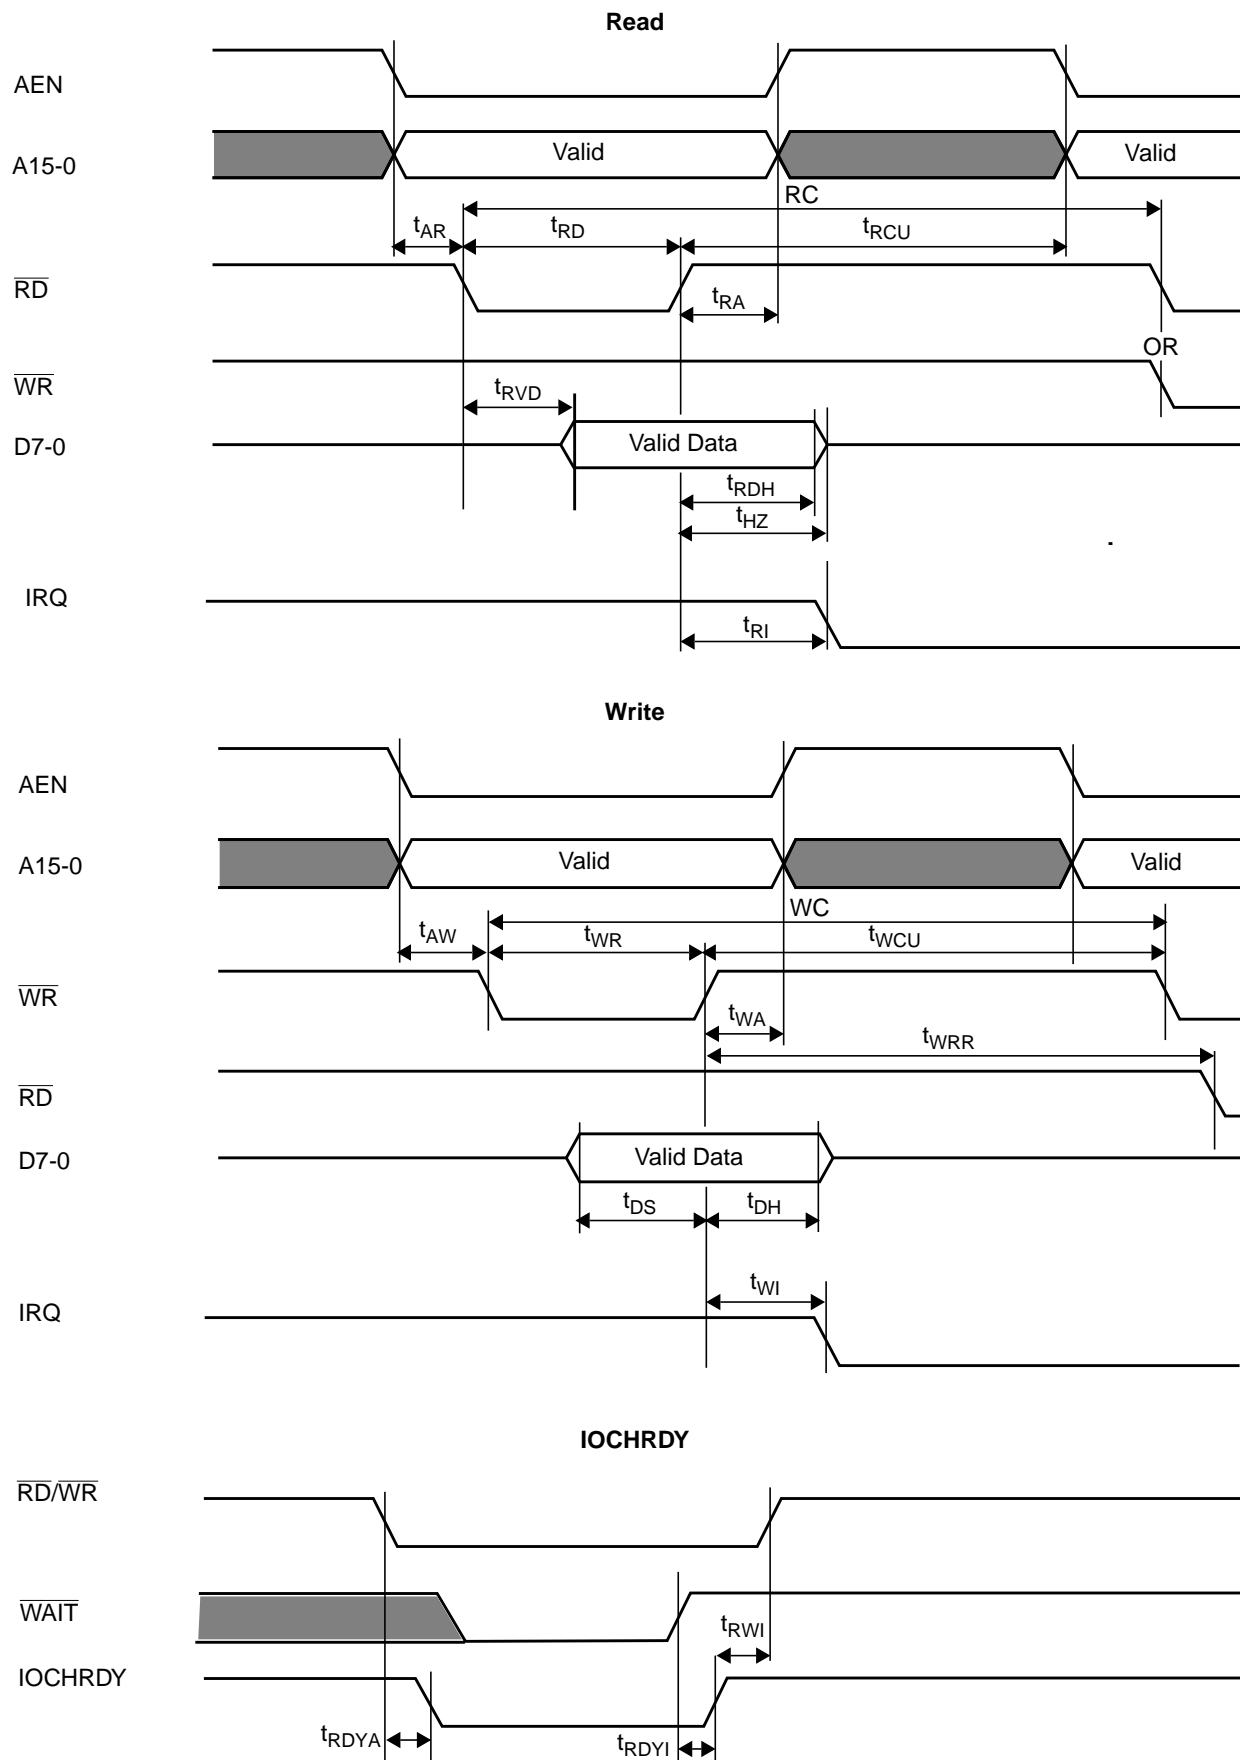 Read
AEN
A15-0
Valid
Valid
RC
tAR
tRD
tRCU
RD
tRA
OR
WR
tRVD
D7-0
Valid Data
tRDH
tHZ
IRQ
tRI
Write
AEN
A15-0
Valid
Valid
WC
tAW
tWR
tWCU
WR
tWA
tWRR
RD
D7-0
Valid Data
tDS
tDH
tWI
IRQ
IOCHRDY
RD/WR
WAIT
tRWI
IOCHRDY
tRDYA
tRDYI